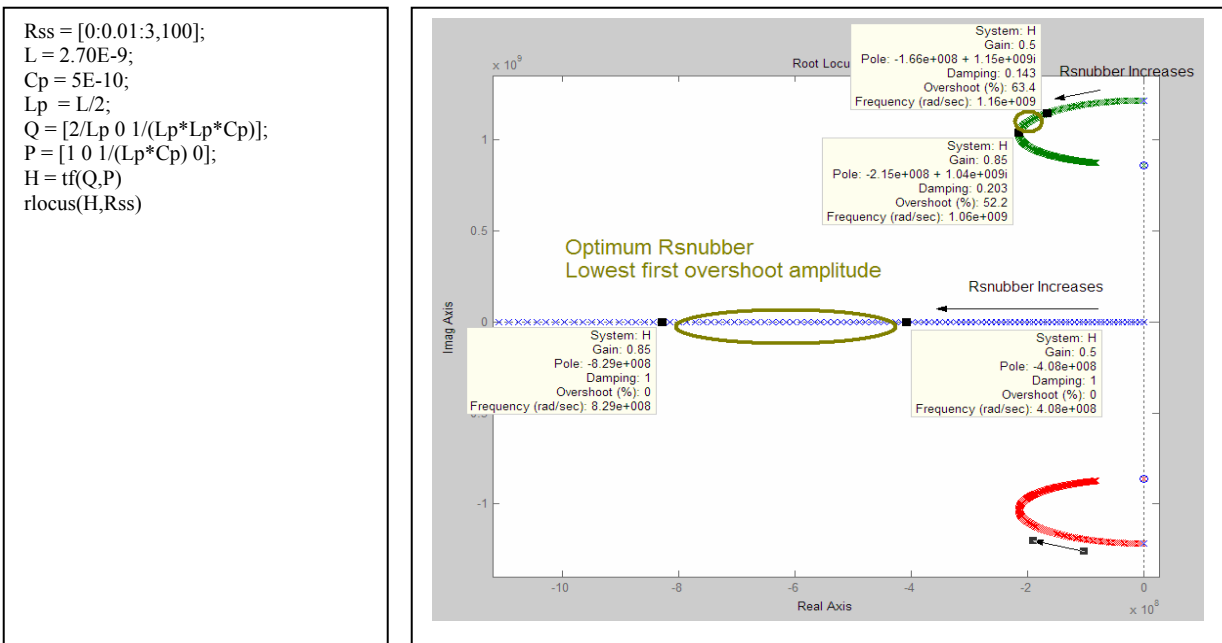 Rss = [0:0.01:3,100];
L = 2.70E-9;
Cp = 5E-10;
Lp  = L/2;
Q = [2/Lp 0 1/(Lp*Lp*Cp)];
P = [1 0 1/(Lp*Cp) 0];
H = tf(Q,P)
rlocus(H,Rss)
x 10^9
Root Locu
System: H
Gain: 0.5
Pole: -1.66e+008 + 1.15e+009i
Damping: 0.143
Overshoot (%): 63.4
Frequency (rad/sec): 1.16e+009
Rsnubber Increases
System: H
Gain: 0.85
Pole: -2.15e+008 + 1.04e+009i
Damping: 0.203
Overshoot (%): 52.2
Frequency (rad/sec): 1.06e+009
Optimum Rsnubber
Lowest first overshoot amplitude
Rsnubber Increases
System: H
Gain: 0.85
Pole: -8.29e+008
Damping: 1
Overshoot (%): 0
Frequency (rad/sec): 8.29e+008
System: H
Gain: 0.5
Pole: -4.08e+008
Damping: 1
Overshoot (%): 0
Frequency (rad/sec): 4.08e+008
Imag Axis
1
0.5
0
-1
-10
-8
-6
-4
-2
0
Real Axis
x 10^8